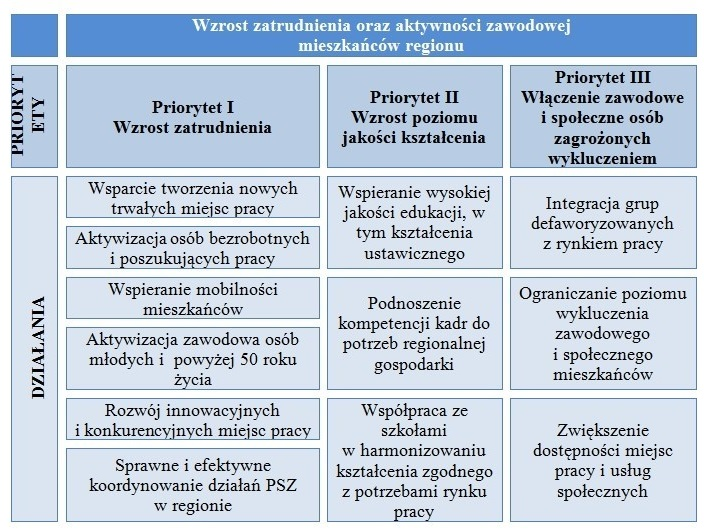 Wzrost zatrudnienia oraz aktywności zawodowej
mieszkańców regionu
PRIORYT
ETY
Priorytet I
Wzrost zatrudnienia
Priorytet II
Wzrost poziomu
jakości kształcenia
Priorytet III
Włączenie zawodowe
i społeczne osób
zagrożonych
wykluczeniem
DZIAŁANIA
Wsparcie tworzenia nowych
trwałych miejsc pracy
Aktywizacja osób bezrobotnych
i poszukujących pracy
Wspieranie mobilności
mieszkańców
Aktywizacja zawodowa osób
młodych i powyżej 50 roku
życia
Rozwój innowacyjnych
i konkurencyjnych miejsc pracy
Sprawne i efektywne
koordynowanie działań PSZ
w regionie
Wspieranie wysokiej
jakości edukacji, w
tym kształcenia
ustawicznego
Podnoszenie
kompetencji kadr do
potrzeb regionalnej
gospodarki
Współpraca ze
szkołami
w harmonizowaniu
kształcenia zgodnego
z potrzebami rynku
pracy
Integracja grup
defaworyzowanych
z rynkiem pracy
Ograniczanie poziomu
wykluczenia
zawodowego
i społecznego
mieszkańców
Zwiększenie
dostępności miejsc
pracy i usług
społecznych